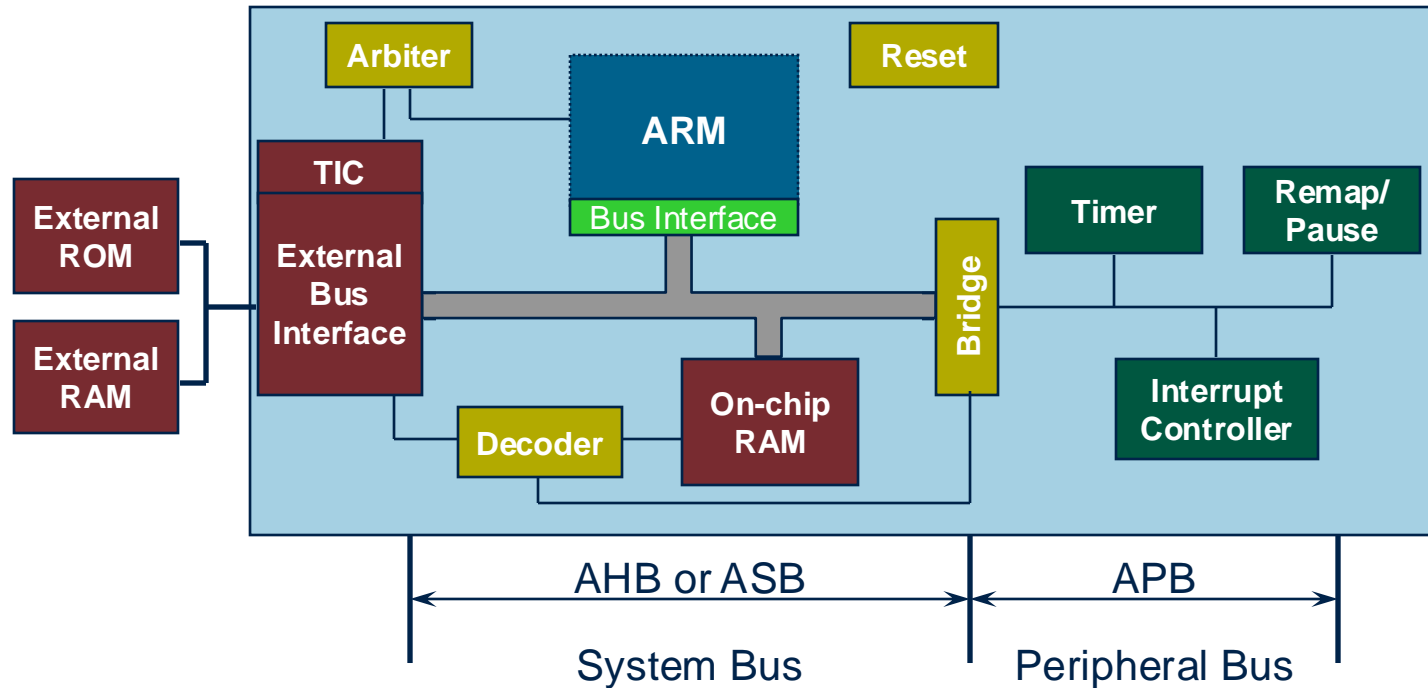 Arbiter
Reset
ARM
TIC
Bus Interface
External
ROM
External
RAM
External
Bus
Interface
Bridge
Timer
Remap/
Pause
On-chip
RAM
Decoder
Interrupt
Controller
AHB or ASB
APB
System Bus
Peripheral Bus